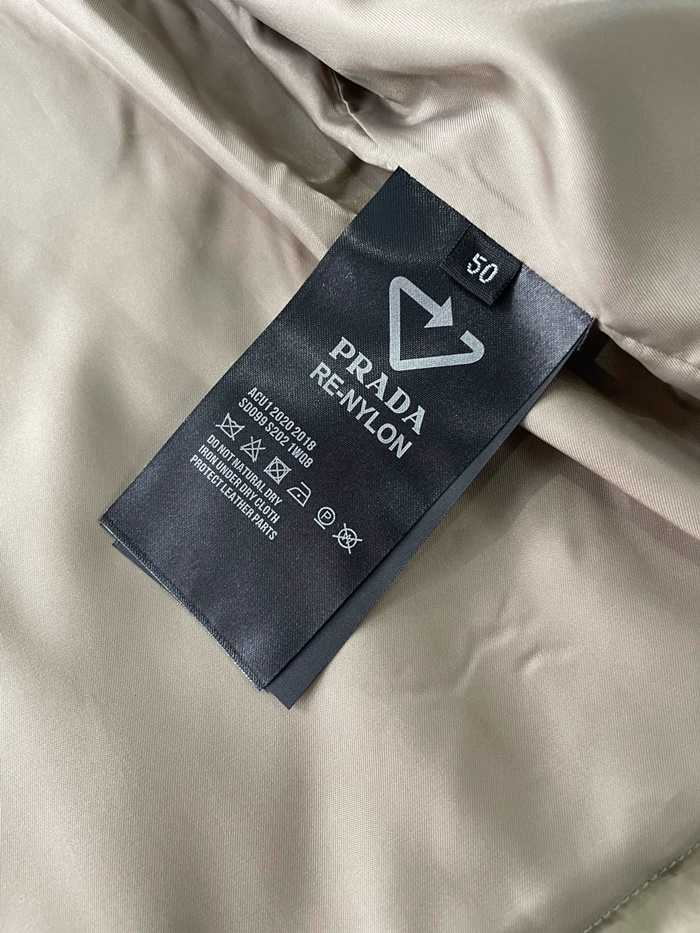 50
PRADA
RE-NYLON
ACU1 2020 2018
SD099 S202 1W08
P
DO NOT NATURAL DRY
IRON UNDER DRY CLOTH
PROTECT LEATHER PARTS